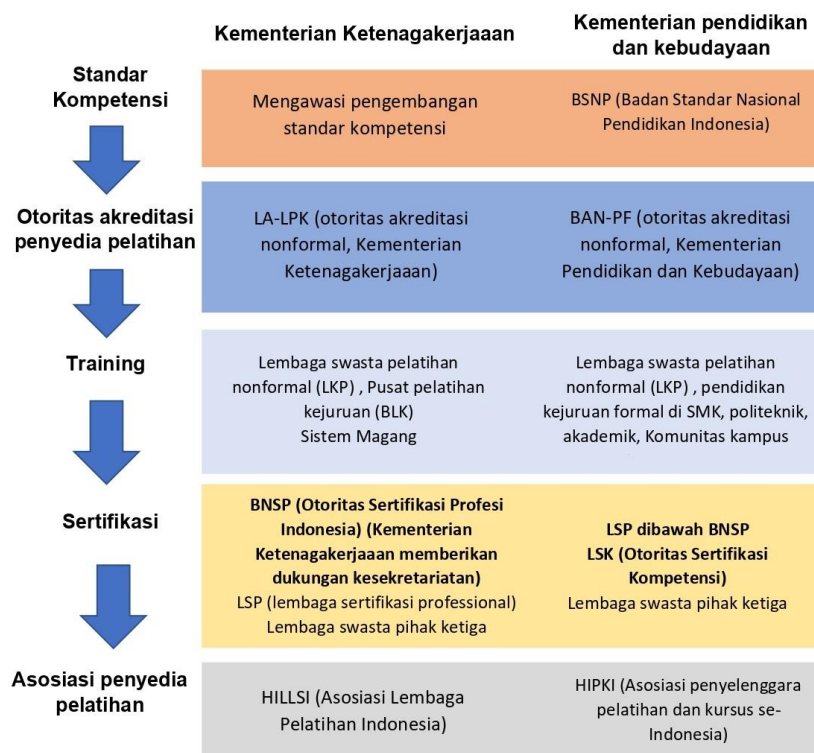 Kementerian Ketenagakerjaaan
Kementerian pendidikan
dan kebudayaan
Standar
Kompetensi
Mengawasi pengembangan
standar kompetensi
BSNP (Badan Standar Nasional
Pendidikan Indonesia)
Otoritas akreditasi
penyedia pelatihan
LA-LPK (otoritas akreditasi
nonformal, Kementerian
Ketenagakerjaaan)
BAN-PF (otoritas akreditasi
nonformal, Kementerian
Pendidikan dan Kebudayaan)
Training
Lembaga swasta pelatihan
nonformal (LKP) , Pusat pelatihan
kejuruan (BLK)
Sistem Magang
Lembaga swasta pelatihan
nonformal (LKP) , pendidikan
kejuruan formal di SMK, politeknik,
akademik, Komunitas kampus
Sertifikasi
BNSP (Otoritas Sertifikasi Profesi
Indonesia) (Kementerian
Ketenagakerjaaan memberikan
dukungan kesekretariatan)
LSP (lembaga sertifikasi professional)
Lembaga swasta pihak ketiga
LSP dibawah BNSP
LSK (Otoritas Sertifikasi
Kompetensi)
Lembaga swasta pihak ketiga
Asosiasi penyedia
pelatihan
HILLSI (Asosiasi Lembaga
Pelatihan Indonesia)
HIPKI (Asosiasi penyelenggara
pelatihan dan kursus se-
Indonesia)